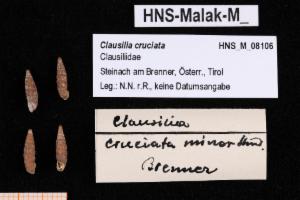 HNS-Malak-M_
Clausilia cruciata HNS_M_08106
Clausiliidae
Steinach am Brenner, Österr., Tirol
Leg.: N.N. r.R., keine Datumsangabe
Clausilia
cruciata minor
Brenner